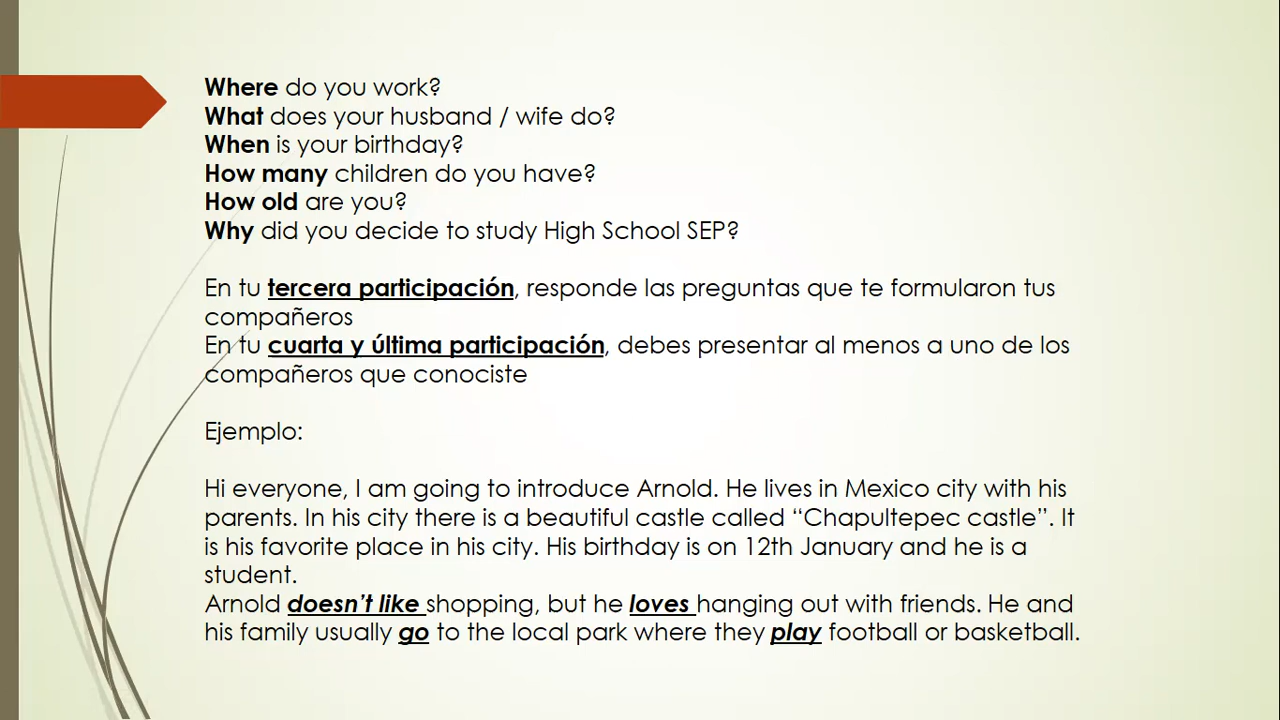 Where do you work?
What does your husband / wife do?
When is your birthday?
How many children do you have?
How old are you?
Why did you decide to study High School SEP?
En tu tercera participación, responde las preguntas que te formularon tus
compañeros
En tu cuarta y última participación, debes presentar al menos a uno de los
compañeros que conociste
Ejemplo:
Hi everyone, I am going to introduce Arnold. He lives in Mexico city with his
parents. In his city there is a beautiful castle called “Chapultepec castle”. It
is his favorite place in his city. His birthday is on 12th January and he is a
student.
Arnold doesn’t like shopping, but he loves hanging out with friends. He and
his family usually go to the local park where they play football or basketball.